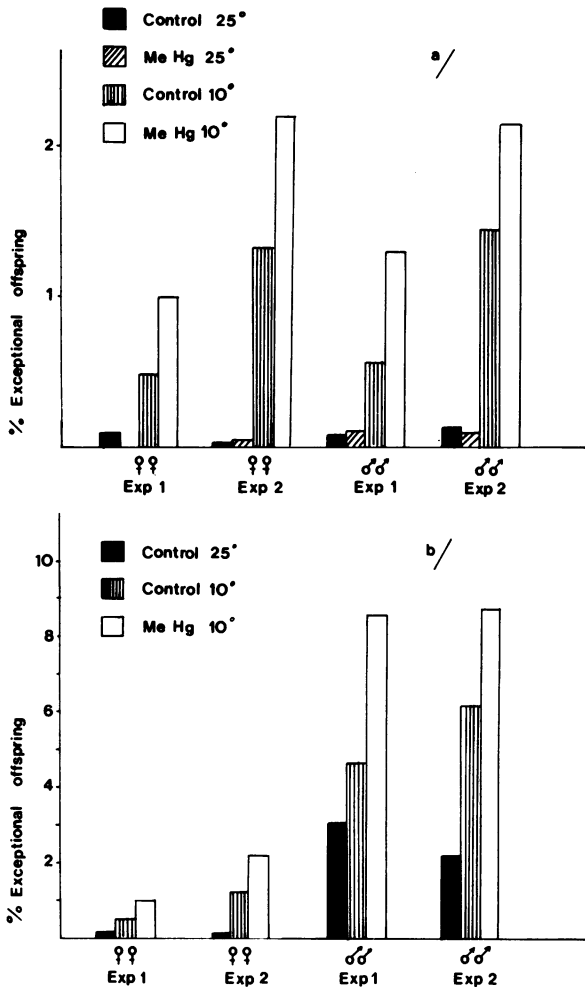 Control 25°
Me Hg 25°
Control 10°
Me Hg 10°
a/
2
1
% Exceptional offspring
♀♀ ♀♀ ♂♂ ♂♂
Exp 1 Exp 2 Exp 1 Exp 2
Control 25°
Control 10°
Me Hg 10°
b/
10
8
6
4
2
% Exceptional offspring
♀♀ ♀♀ ♂♂ ♂♂
Exp 1 Exp 2 Exp 1 Exp 2